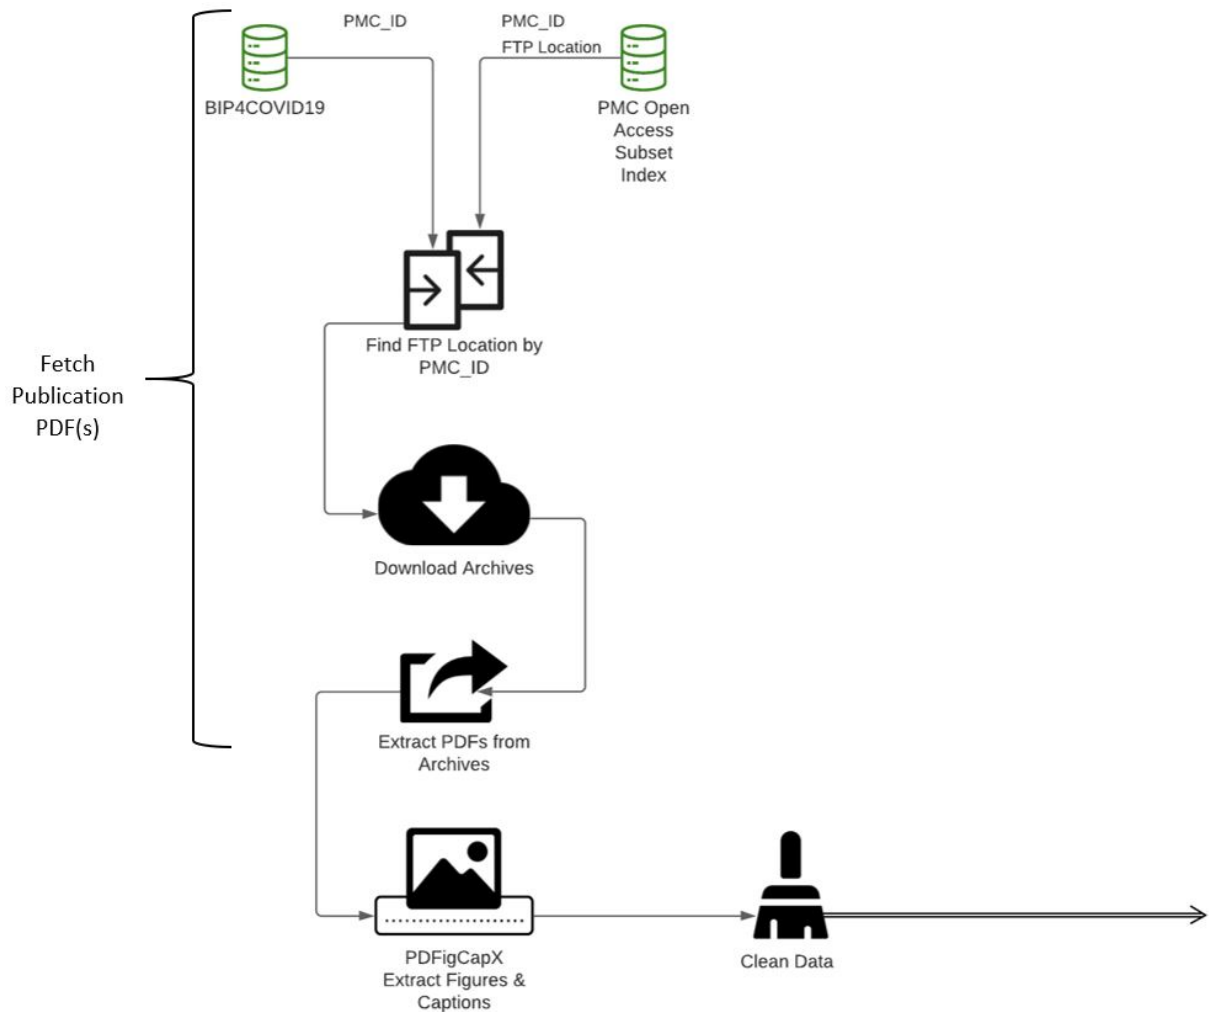 PMC_ID
PMC_ID
FTP Location
BIP4COVID19
PMC Open
Access
Subset
Index
Find FTP Location by
PMC_ID
Fetch
Publication
PDF(s)
Download Archives
Extract PDFs from
Archives
PDFigCapX
Extract Figures &
Captions
Clean Data